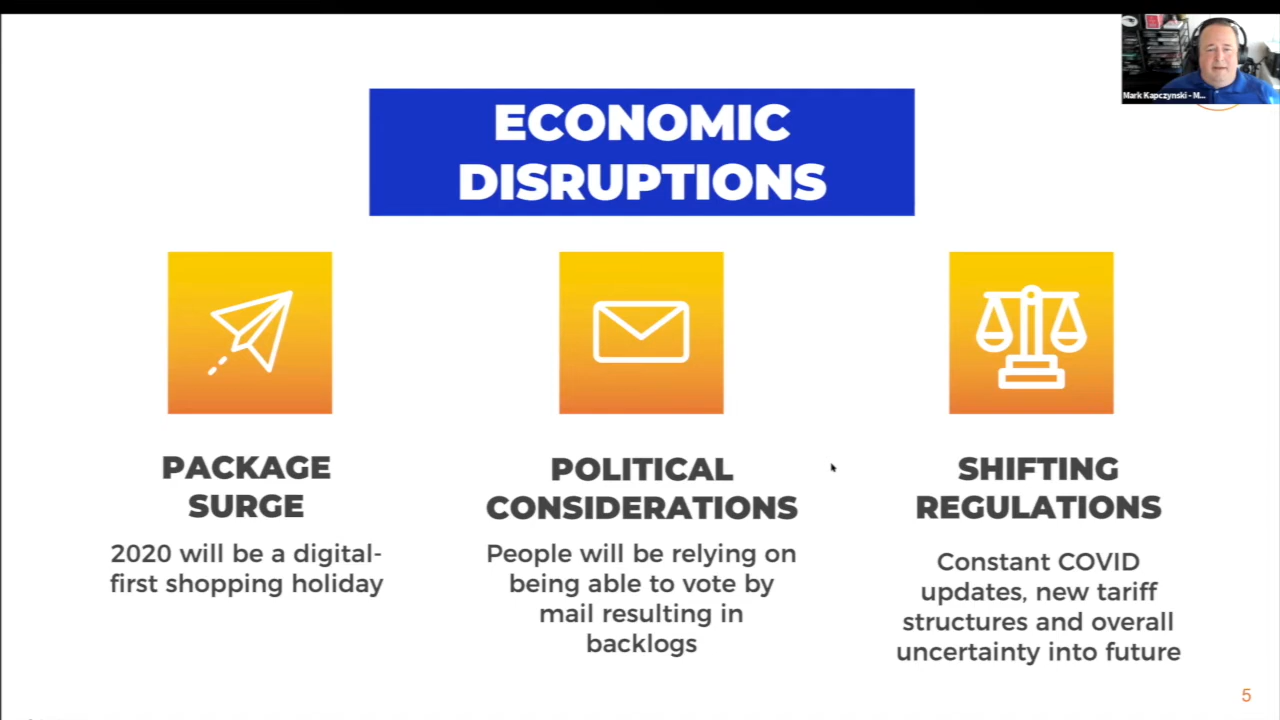 Mark Kapczynski - M...
ECONOMIC
DISRUPTIONS
PACKAGE
SURGE
2020 will be a digital-
first shopping holiday
POLITICAL
CONSIDERATIONS
People will be relying on
being able to vote by
mail resulting in
backlogs
SHIFTING
REGULATIONS
Constant COVID
updates, new tariff
structures and overall
uncertainty into future
5